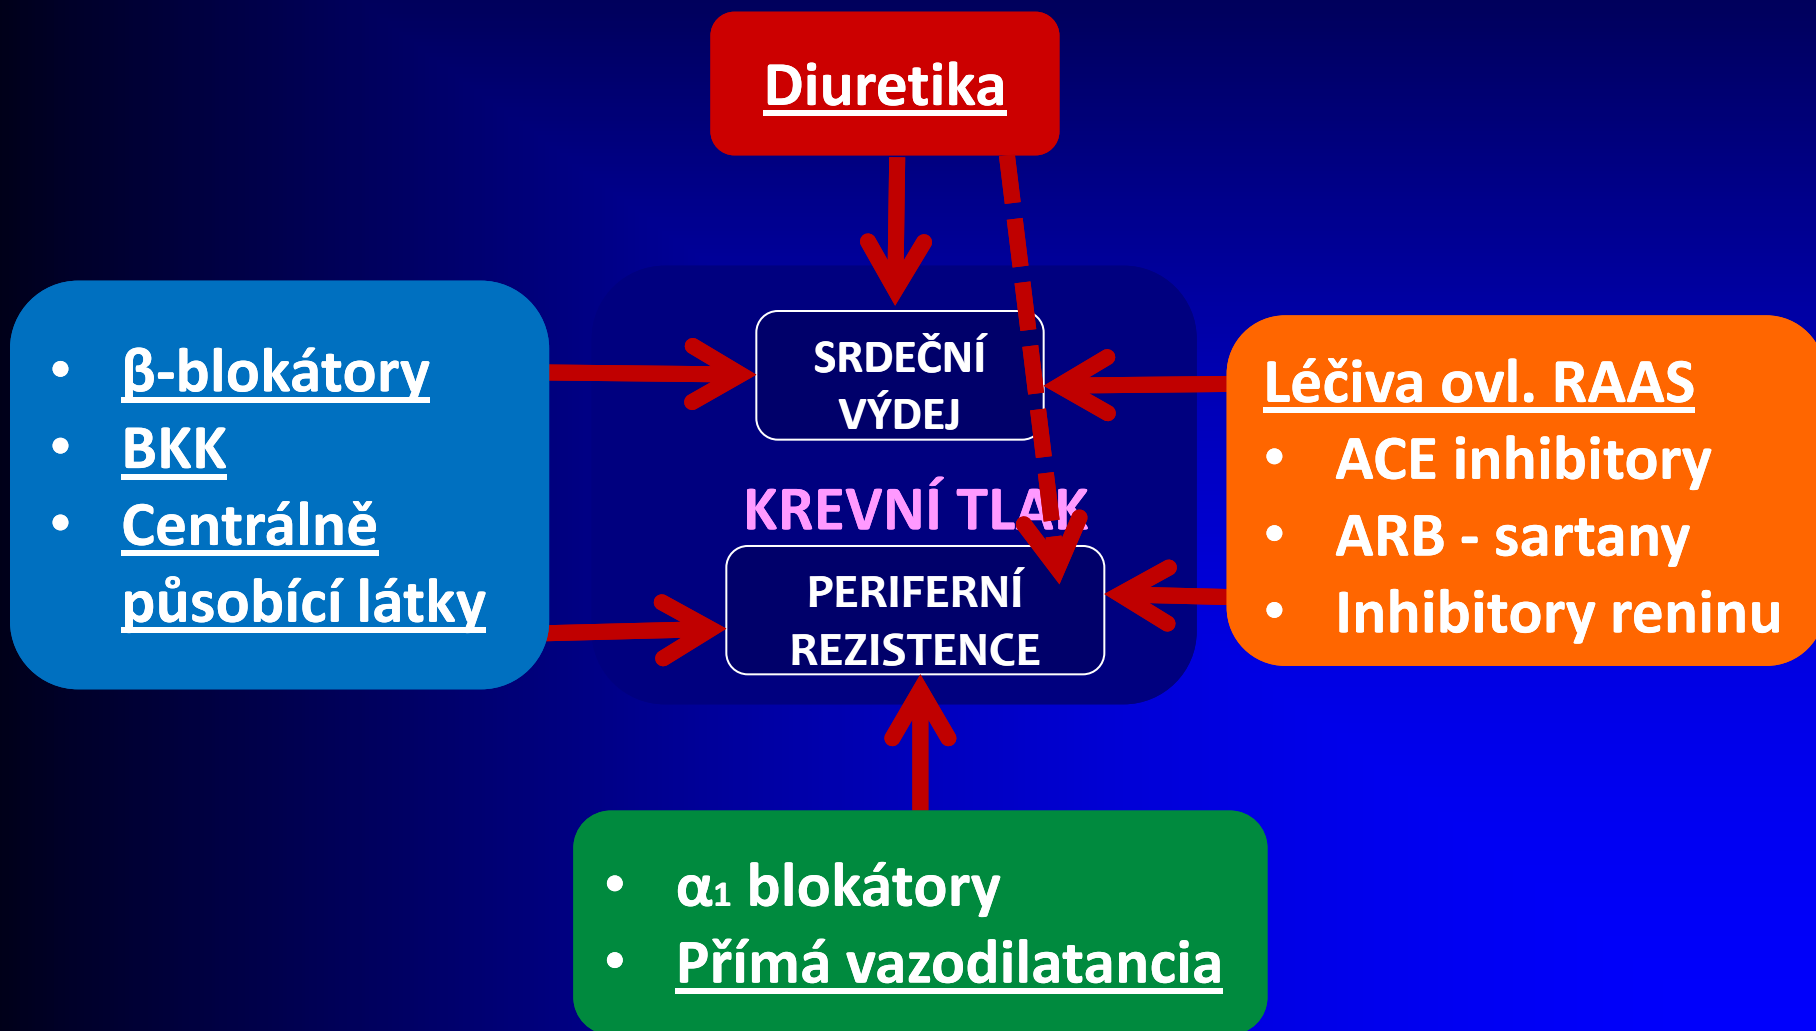 Diuretika
• β-blokátory
• BKK
• Centrálně
působící látky
SRDEČNÍ
VÝDEJ
KREVNÍ TLAK
PERIFERNÍ
REZISTENCE
Léčiva ovl. RAAS
• ACE inhibitory
• ARB - sartany
• Inhibitory reninu
• α₁ blokátory
• Přímá vazodilatancia